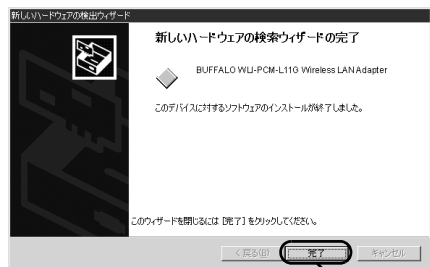 新しいハードウェアの検出ウィザード
新しいハードウェアの検索ウィザードの完了
BUFFALO WLI-PCM-L11G Wireless LAN Adapter
このデバイスに対するソフトウェアのインストールが終了しました。
このウィザードを閉じるには [完了] をクリックしてください。
< 戻る(B) 完了 キャンセル